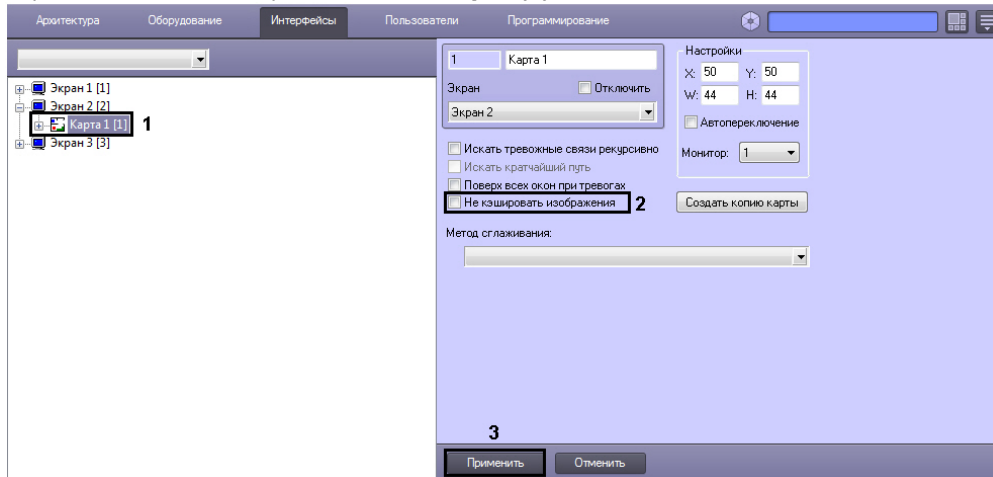 Архитектура Оборудование Интерфейсы Пользователи Программирование
Экран 1 [1]
Экран 2 [2]
Карта 1 [1] 1
Экран 3 [3]
1 Карта 1
Экран Отключить
Экран 2
Искать тревожные связи рекурсивно
Искать кратчайший путь
Поверх всех окон при тревогах
Не кэшировать изображения 2
Метод сглаживания:
Настройки
X: 50 Y: 50
W: 44 H: 44
Автопереключение
Монитор: 1
Создать копию карты
3
Применить Отменить